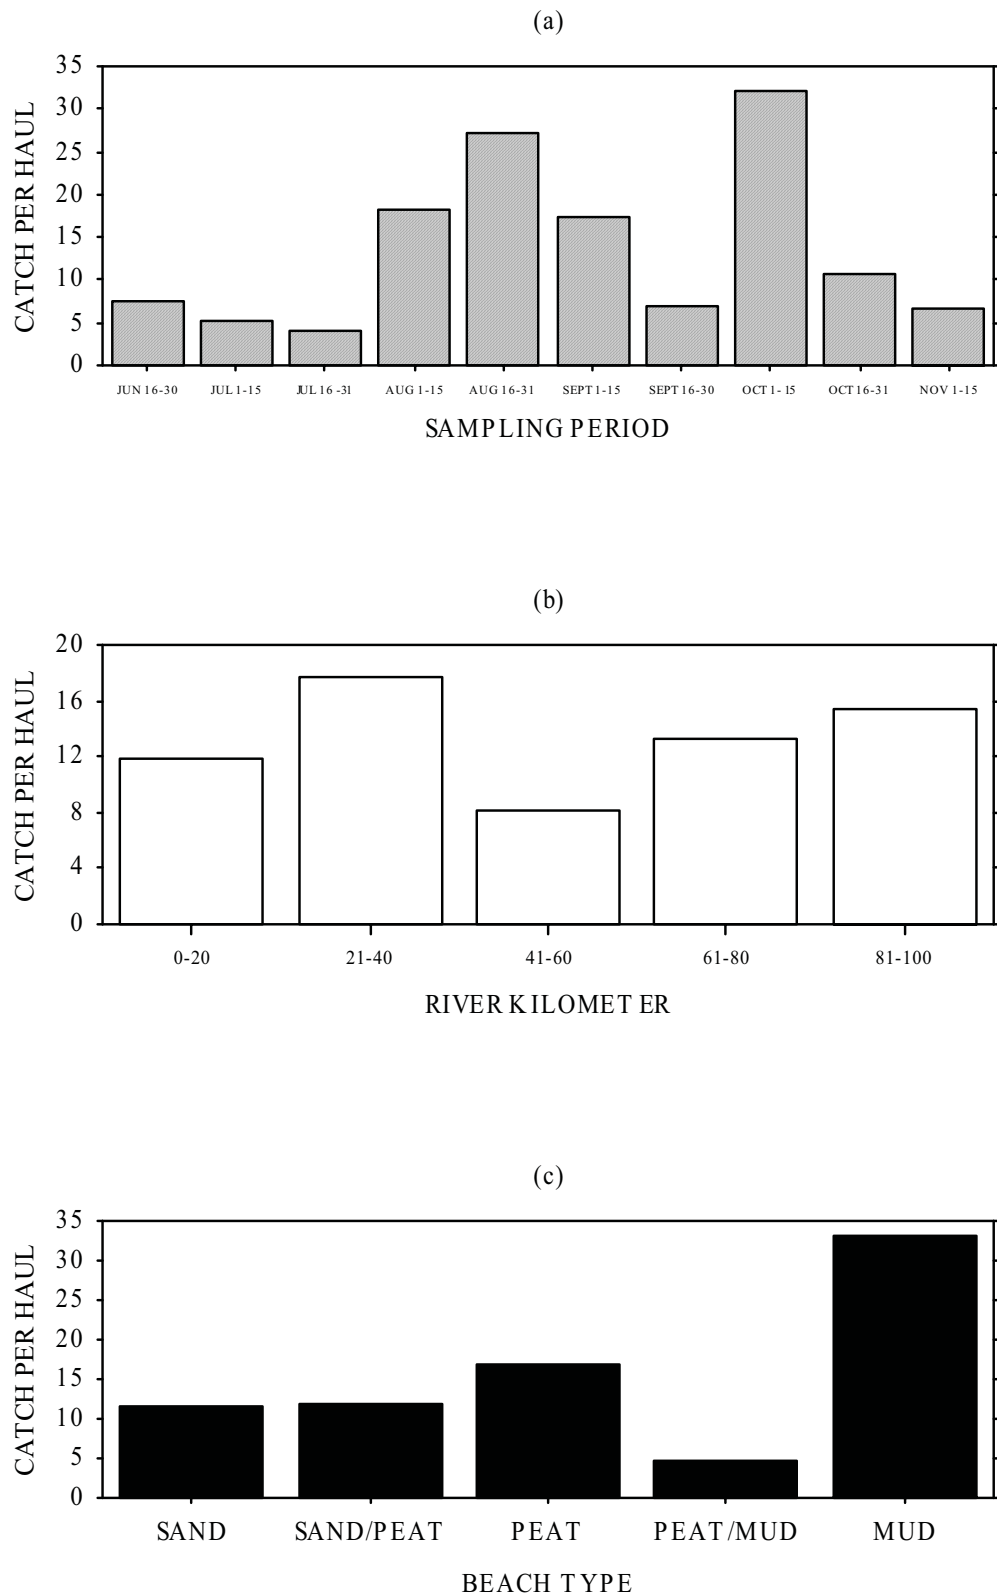 (a)
CATCH PER HAUL
35
30
25
20
15
10
5
0
JUN 16-30 JUL 1-15 JUL 16-31 AUG 1-15 AUG 16-31 SEPT 1-15 SEPT 16-30 OCT 1-15 OCT 16-31 NOV 1-15
SAMPLING PERIOD
(b)
CATCH PER HAUL
20
16
12
8
4
0
0-20 21-40 41-60 61-80 81-100
RIVER KILOMETER
(c)
CATCH PER HAUL
35
30
25
20
15
10
5
0
SAND SAND/PEAT PEAT PEAT/MUD MUD
BEACH TYPE